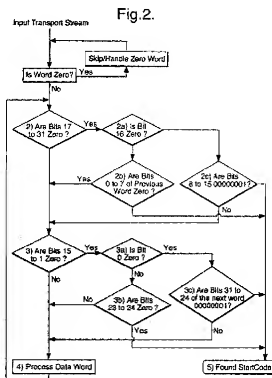 Fig.2.
Input Transport Stream
Skip/Handle Zero Word
Is Word Zero?
Yes
No
2) Are Bits 17
to 31 Zero ?
Yes
2a) Is Bit
16 Zero ?
Yes
No
2b) Are Bits
0 to 7 of Previous
Word Zero ?
Yes
2c) Are Bits
8 to 15 00000001?
No
3) Are Bits 15
to 1 Zero ?
Yes
3a) Is Bit
0 Zero ?
Yes
No
No
3b) Are Bits
23 to 24 Zero ?
No
Yes
3c) Are Bits 31 to
24 of the next word
00000001?
No
4) Process Data Word
5) Found StartCode